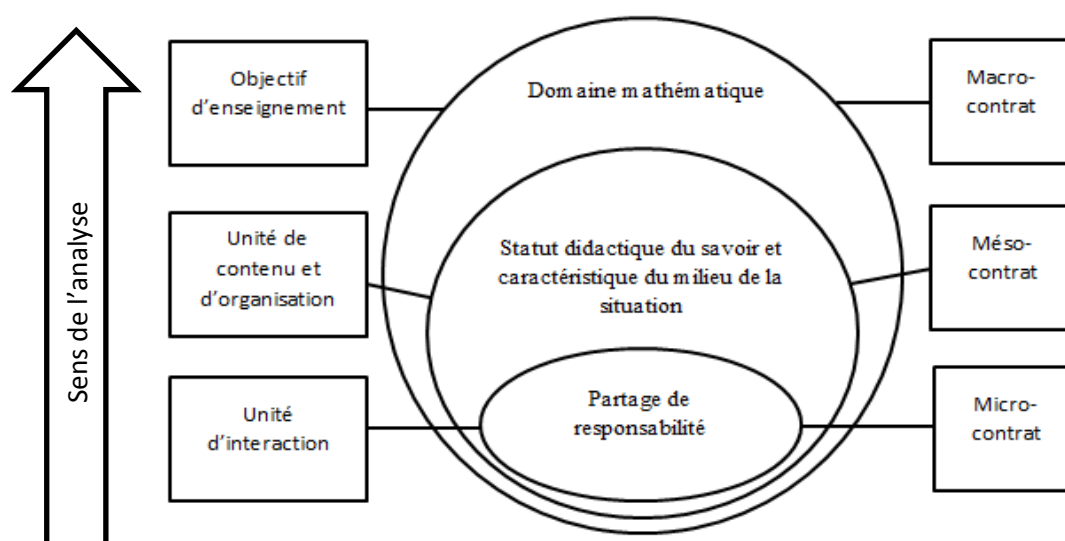 Objectif
d'enseignement
Domaine mathématique
Macro-
contrat
Unité de
contenu et
d'organisation
Statut didactique du savoir et
caractéristique du milieu de la
situation
Méso-
contrat
Unité
d'interaction
Partage de
responsabilité
Micro-
contrat
Sens de l'analyse